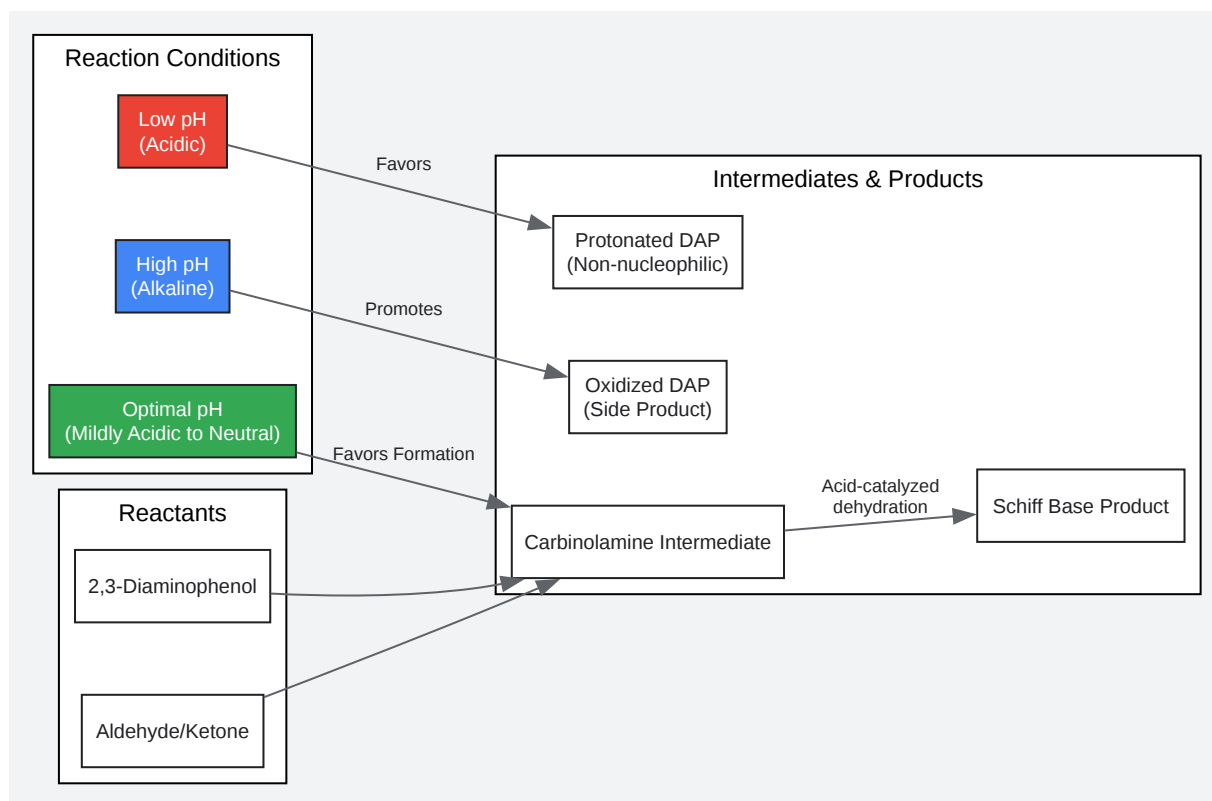 Reaction Conditions
Low pH
(Acidic)
Favors
High pH
(Alkaline)
Promotes
Optimal pH
(Mildly Acidic to Neutral)
Favors Formation
Reactants
2,3-Diaminophenol
Aldehyde/Ketone
Intermediates & Products
Protonated DAP
(Non-nucleophilic)
Oxidized DAP
(Side Product)
Carbinolamine Intermediate
Acid-catalyzed
dehydration
Schiff Base Product